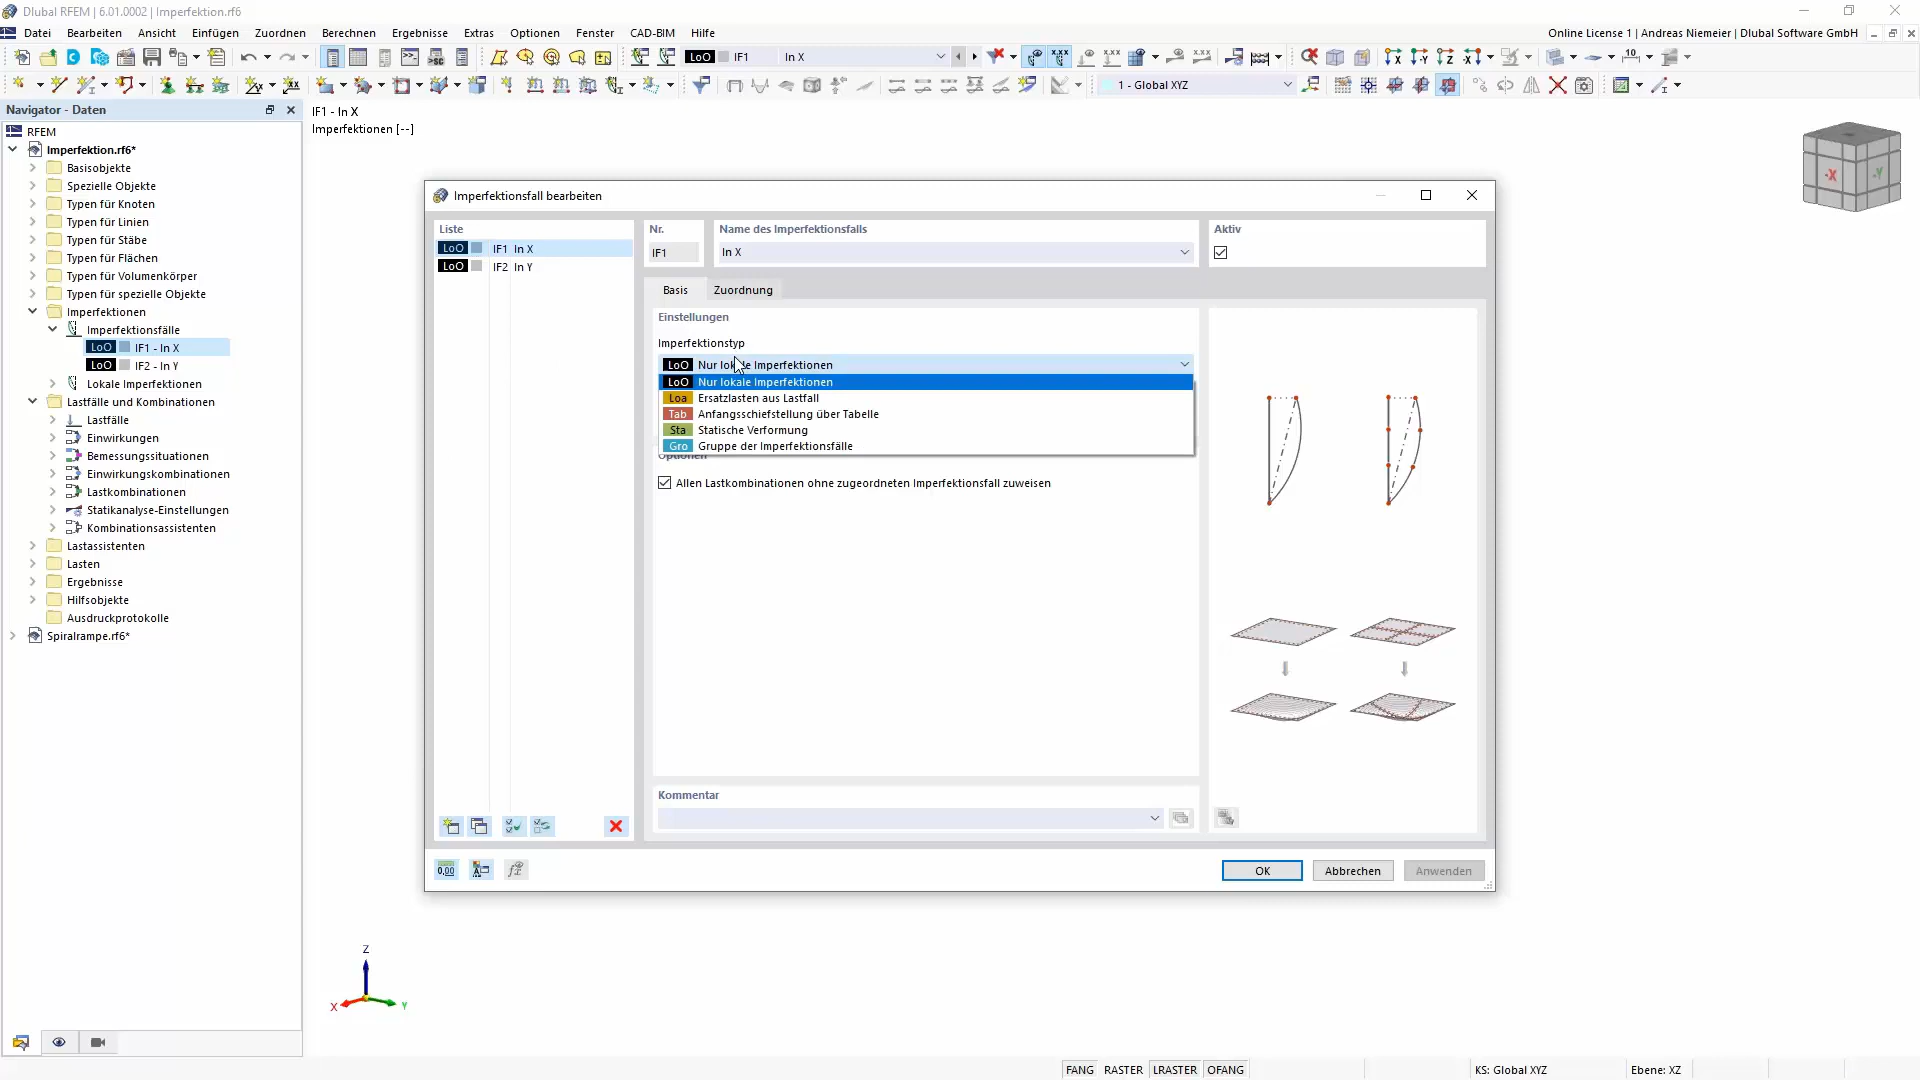 Dlubal RFEM | 6.01.0002 | Imperfektion.rf6*
Datei Bearbeiten Ansicht Einfügen Zuordnen Berechnen Ergebnisse Extras Optionen Fenster CAD-BIM Hilfe
Online License 1 | Andreas Niemeier | Dlubal Software GmbH
LoO IF1 In X
1 - Global XYZ
Navigator - Daten
RFEM
Imperfektion.rf6*
Basisobjekte
Spezielle Objekte
Typen für Knoten
Typen für Linien
Typen für Stäbe
Typen für Flächen
Typen für Volumenkörper
Typen für spezielle Objekte
Imperfektionen
Imperfektionsfälle
LoO IF1 - In X
LoO IF2 - In Y
Lokale Imperfektionen
Lastfälle und Kombinationen
Lastfälle
Einwirkungen
Bemessungssituationen
Einwirkungskombinationen
Lastkombinationen
Statikanalyse-Einstellungen
Kombinationsassistenten
Lastassistenten
Lasten
Ergebnisse
Hilfsobjekte
Ausdruckprotokolle
Spiralrampe.rf6*
IF1 - In X
Imperfektionen [--]
-X -Y
Imperfektionsfall bearbeiten
Liste
LoO IF1 In X
LoO IF2 In Y
Nr.
IF1
Name des Imperfektionsfalls
In X
Aktiv
Basis Zuordnung
Einstellungen
Imperfektionstyp
LoO Nur lokale Imperfektionen
LoO Nur lokale Imperfektionen
Loa Ersatzlasten aus Lastfall
Tab Anfangsschiefstellung über Tabelle
Sta Statische Verformung
Gro Gruppe der Imperfektionsfälle
Optionen
Allen Lastkombinationen ohne zugeordneten Imperfektionsfall zuweisen
Kommentar
OK Abbrechen Anwenden
Z
X
Y
FANG RASTER LRASTER OFANG
KS: Global XYZ
Ebene: XZ